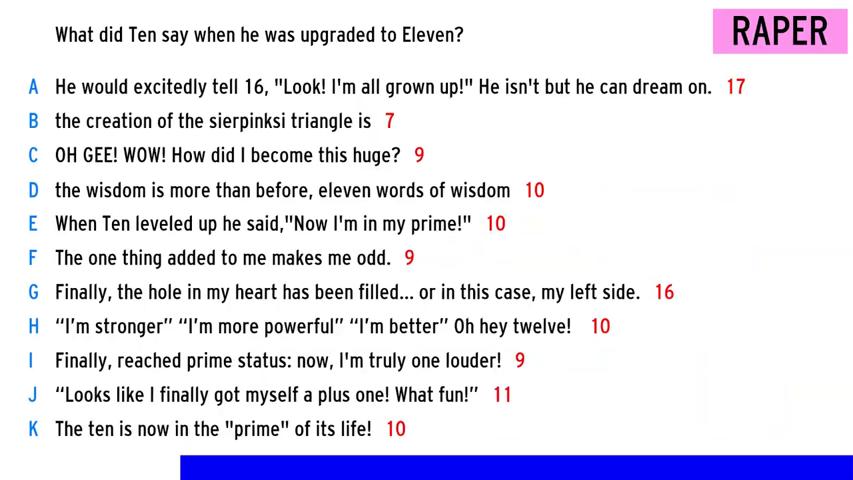 What did Ten say when he was upgraded to Eleven?
RAPER
A He would excitedly tell 16, "Look! I'm all grown up!" He isn't but he can dream on. 17
B the creation of the sierpinksi triangle is 7
C OH GEE! WOW! How did I become this huge? 9
D the wisdom is more than before, eleven words of wisdom 10
E When Ten leveled up he said,"Now I'm in my prime!" 10
F The one thing added to me makes me odd. 9
G Finally, the hole in my heart has been filled... or in this case, my left side. 16
H “I’m stronger” “I’m more powerful” “I’m better” Oh hey twelve! 10
I Finally, reached prime status: now, I'm truly one louder! 9
J “Looks like I finally got myself a plus one! What fun!” 11
K The ten is now in the "prime" of its life! 10